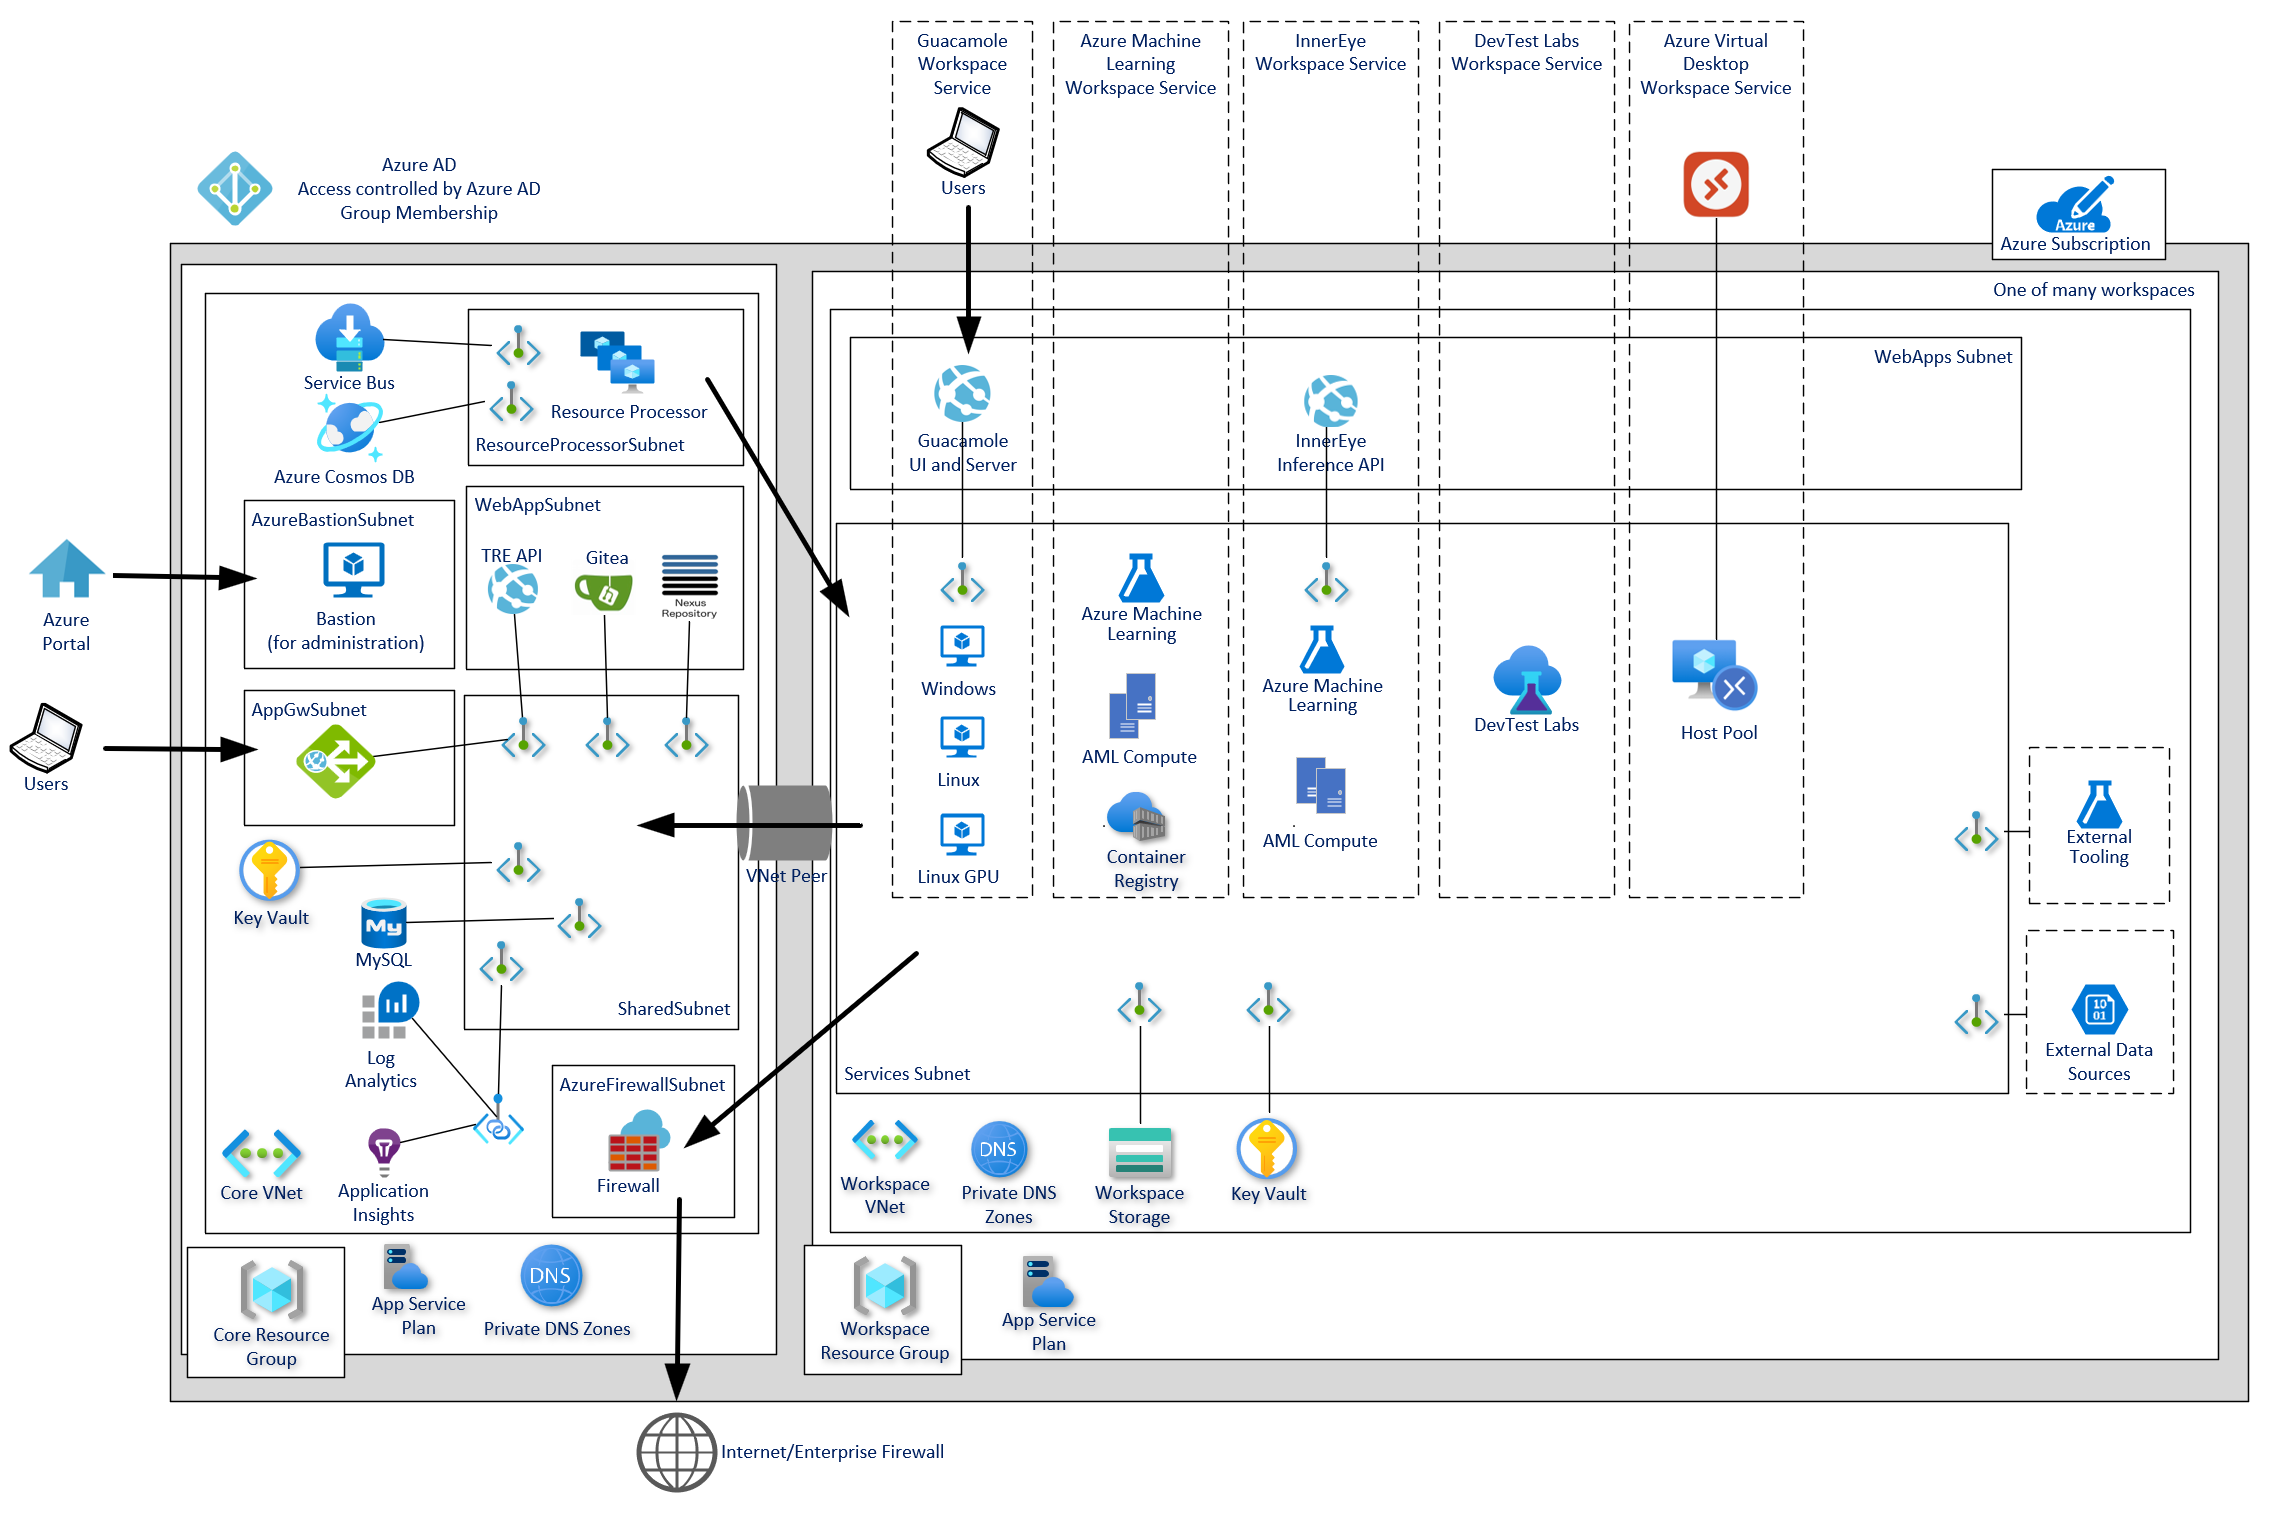 Guacamole
Workspace
Service
Azure Machine
Learning
Workspace Service
InnerEye
Workspace Service
DevTest Labs
Workspace Service
Azure Virtual
Desktop
Workspace Service
Users
Azure AD
Access controlled by Azure AD
Group Membership
Azure
Azure Subscription
One of many workspaces
Service Bus
Azure Cosmos DB
Resource Processor
ResourceProcessorSubnet
WebApps Subnet
Guacamole
UI and Server
InnerEye
Inference API
AzureBastionSubnet
Bastion
(for administration)
WebAppSubnet
TRE API
Gitea
Nexus
Repository
Azure
Portal
AppGwSubnet
Users
Key Vault
My
MySQL
Log
Analytics
SharedSubnet
VNet Peer
Windows
Linux
Linux GPU
Azure Machine
Learning
AML Compute
Container
Registry
Azure Machine
Learning
AML Compute
DevTest Labs
Host Pool
External
Tooling
10
01
External Data
Sources
Services Subnet
AzureFirewallSubnet
Firewall
Core VNet
Application
Insights
Workspace
VNet
DNS
Private DNS
Zones
Workspace
Storage
Key Vault
Core Resource
Group
App Service
Plan
DNS
Private DNS Zones
Workspace
Resource Group
App Service
Plan
Internet/Enterprise Firewall